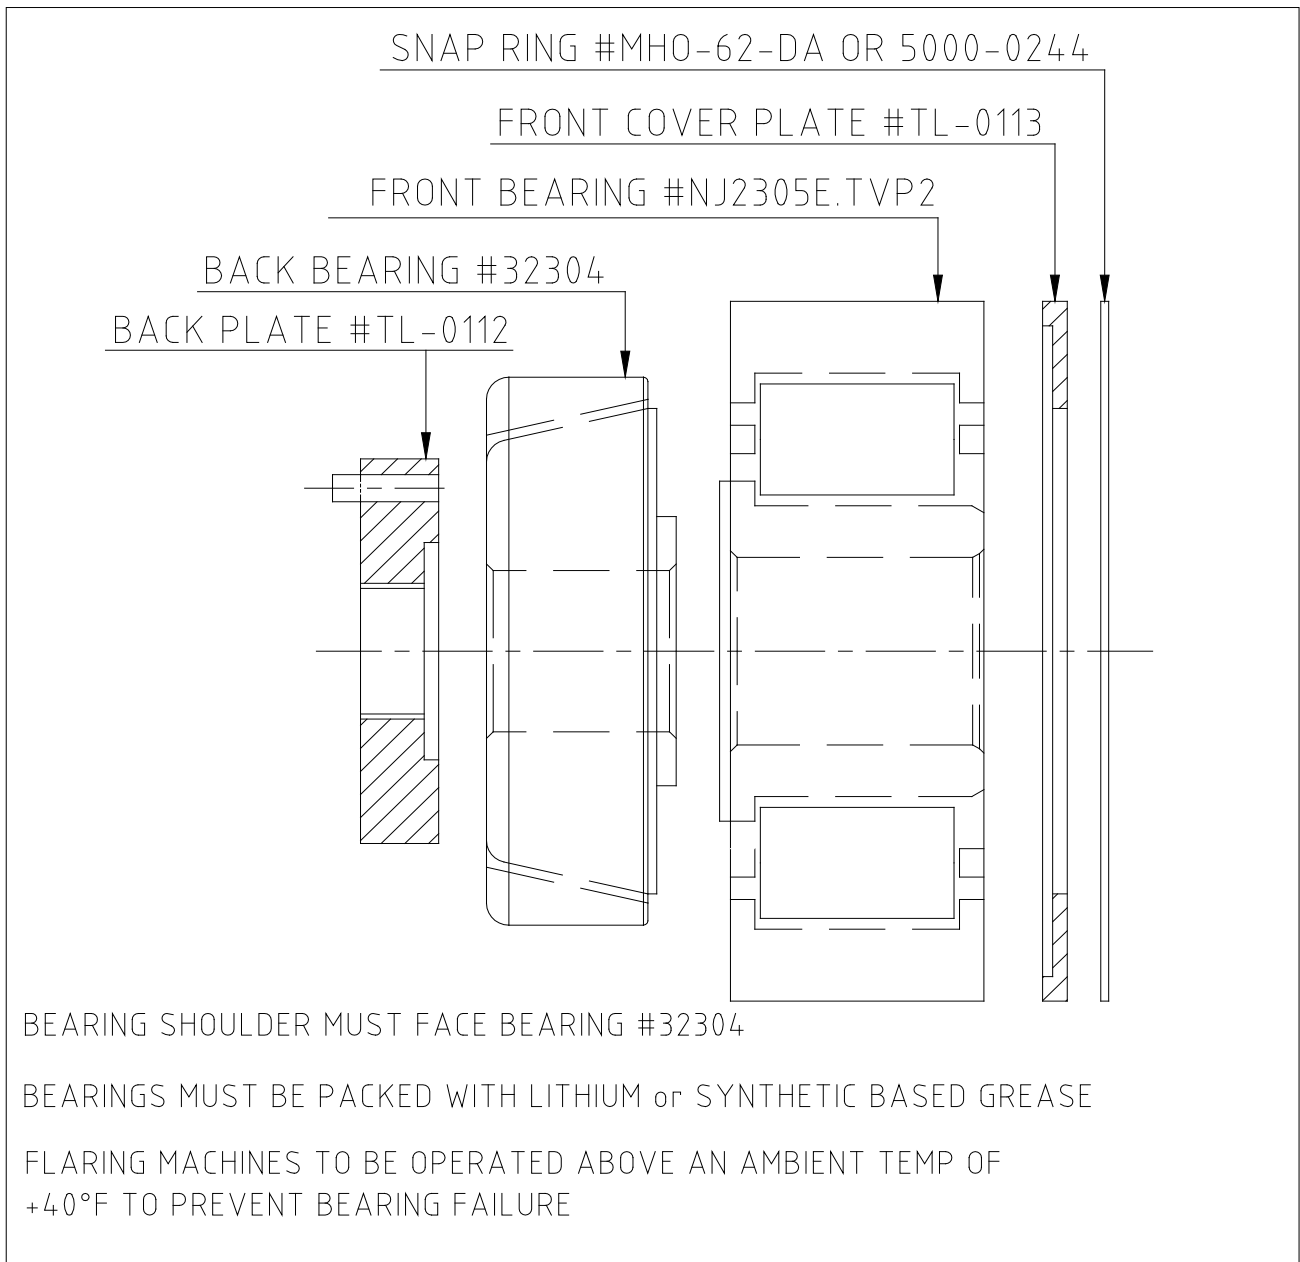 SNAP RING #MHO-62-DA OR 5000-0244
FRONT COVER PLATE #TL-0113
FRONT BEARING #NJ2305E.TVP2
BACK BEARING #32304
BACK PLATE #TL-0112
BEARING SHOULDER MUST FACE BEARING #32304
BEARINGS MUST BE PACKED WITH LITHIUM or SYNTHETIC BASED GREASE
FLARING MACHINES TO BE OPERATED ABOVE AN AMBIENT TEMP OF
+40°F TO PREVENT BEARING FAILURE